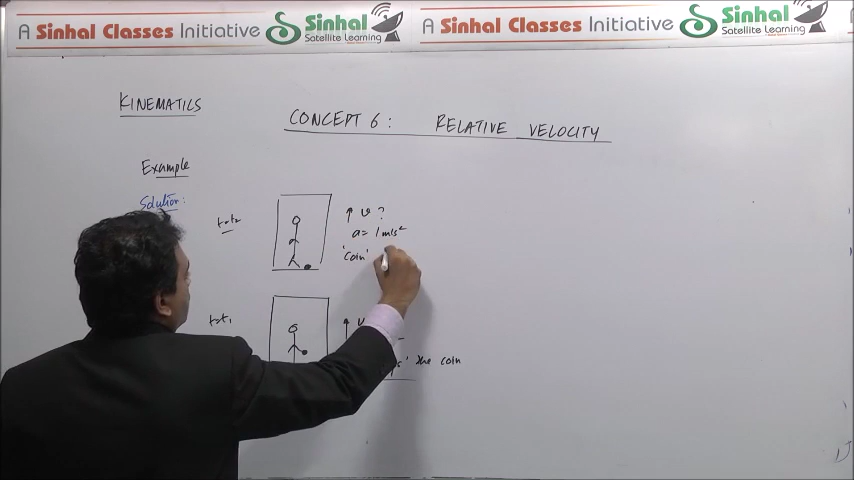 A Sinhal Classes Initiative Sinhal Satellite Learning A Sinhal Classes Initiative Sinhal Satellite Learning
KINEMATICS
CONCEPT 6 : RELATIVE VELOCITY
Example
Solution:
t=t2
↑ v ?
a = 1 m/s²
'coin'
t=t1
↑ v
the coin